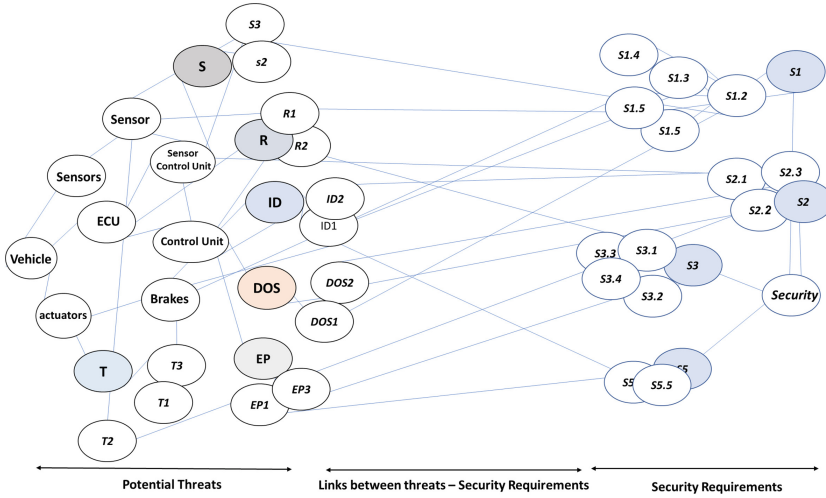 S3
S
s2
Sensor
R1
R
R2
Sensor
Control Unit
Sensors
ID
ID2
ID1
ECU
Control Unit
Vehicle
Brakes
actuators
DOS
DOS2
DOS1
T
T3
T1
T2
EP
EP3
EP1
S1.4
S1.3
S1
S1.2
S1.5
S1.5
S2.1
S2.3
S2
S2.2
S3.3
S3.1
S3
S3.4
S3.2
Security
S5
S5.5
Potential Threats
Links between threats – Security Requirements
Security Requirements